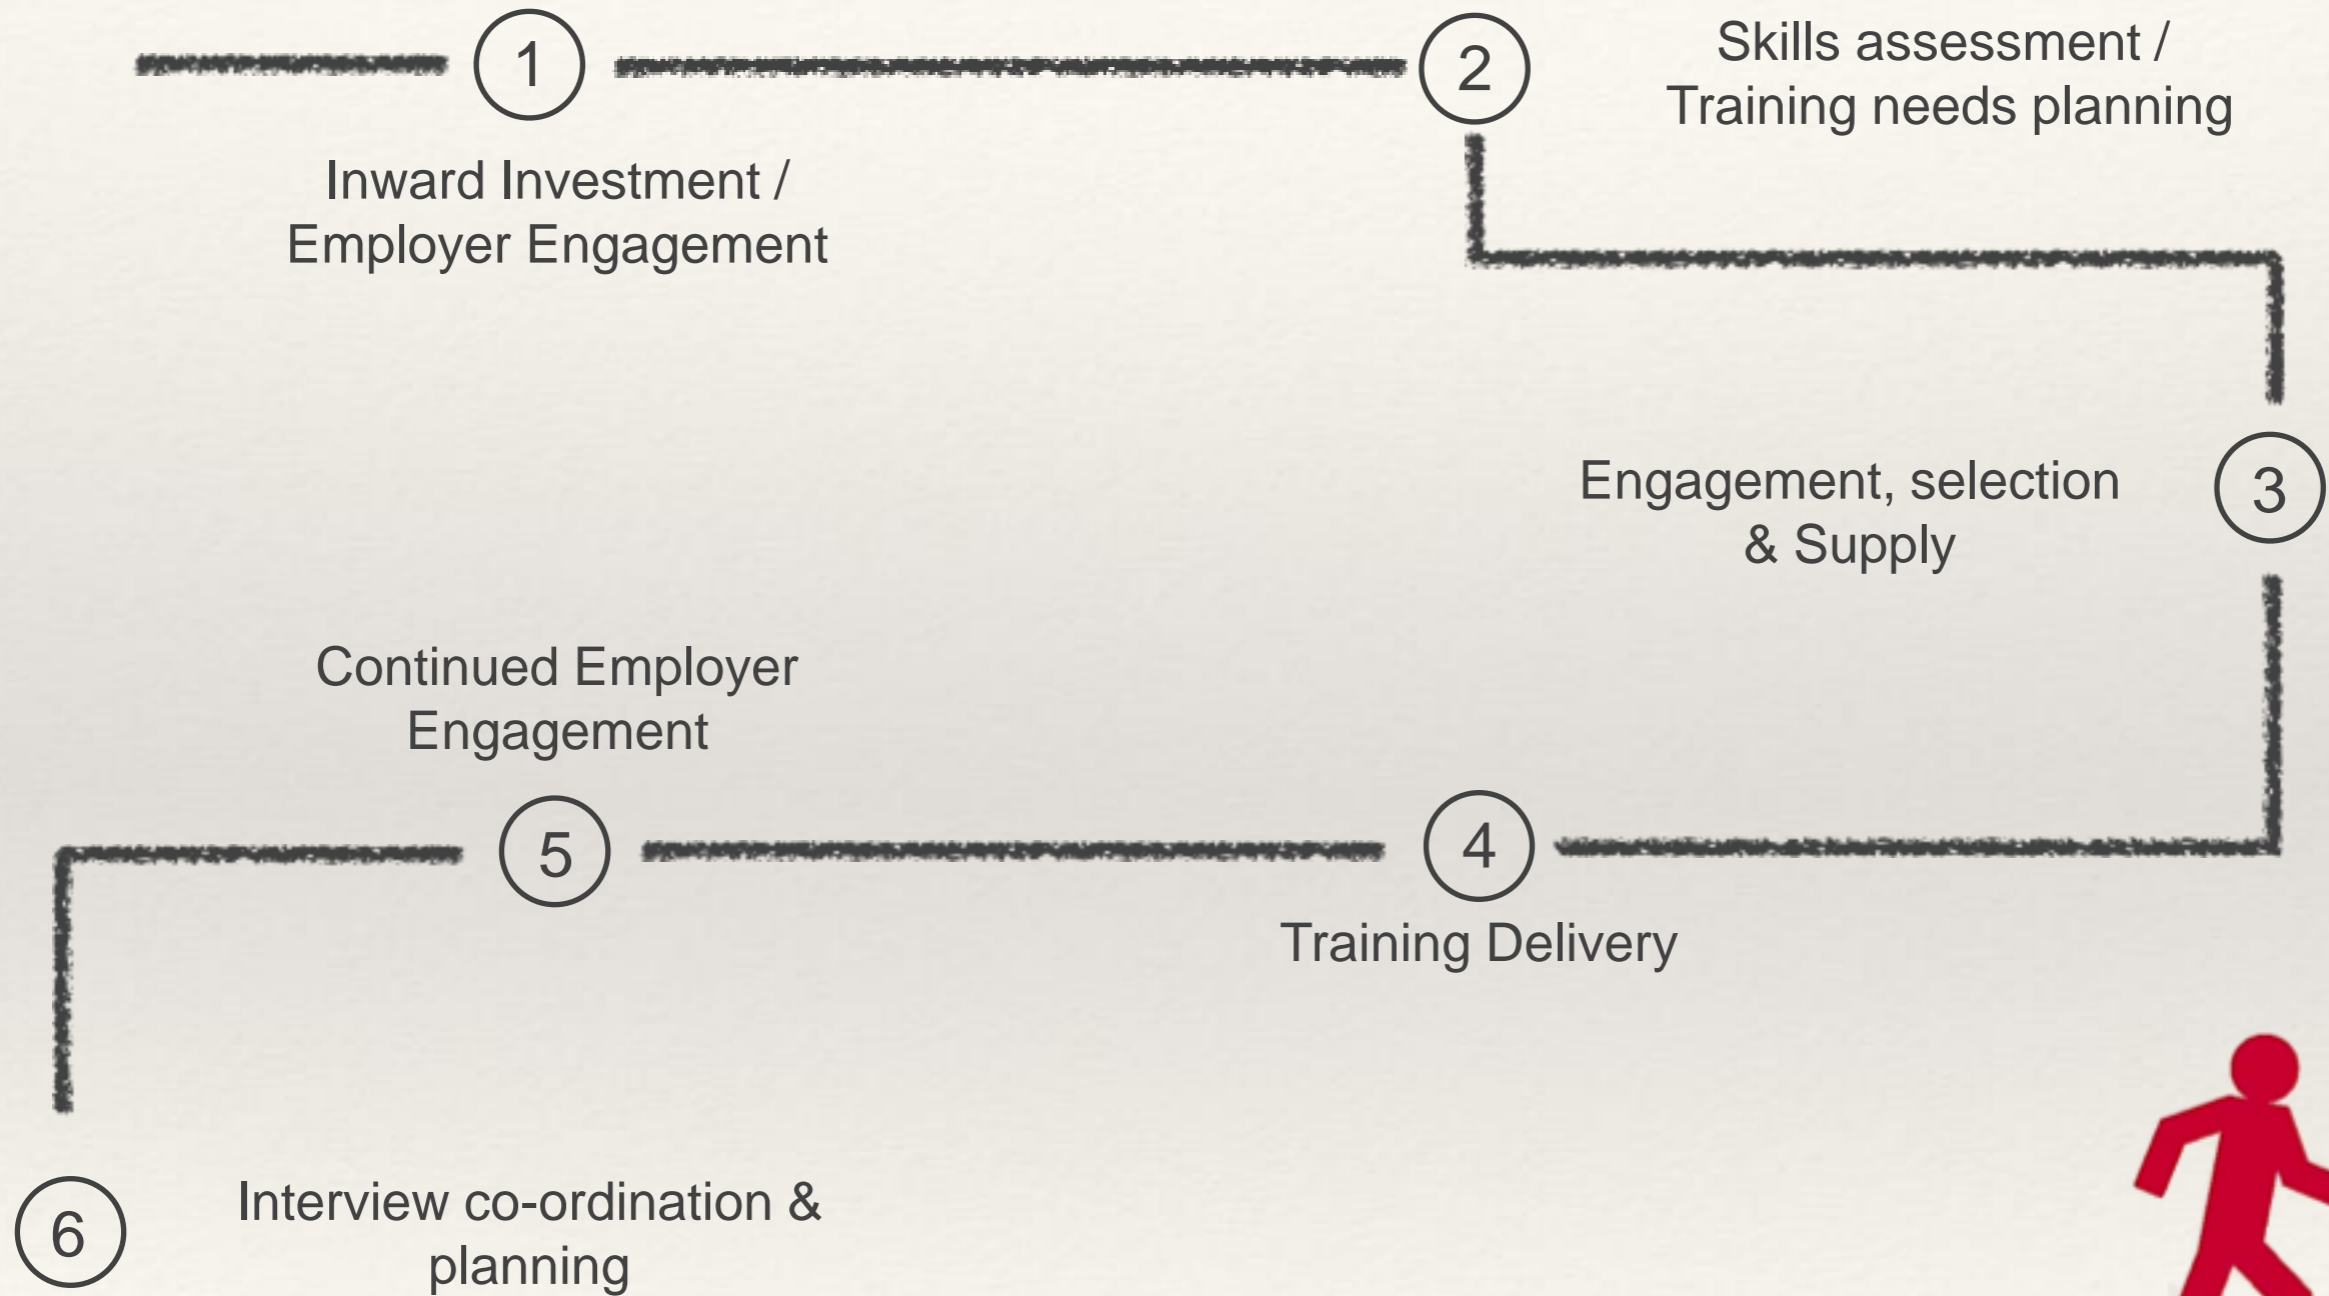 1
Inward Investment /
Employer Engagement
2
Skills assessment /
Training needs planning
3
Engagement, selection
& Supply
4
Training Delivery
5
Continued Employer
Engagement
6
Interview co-ordination &
planning